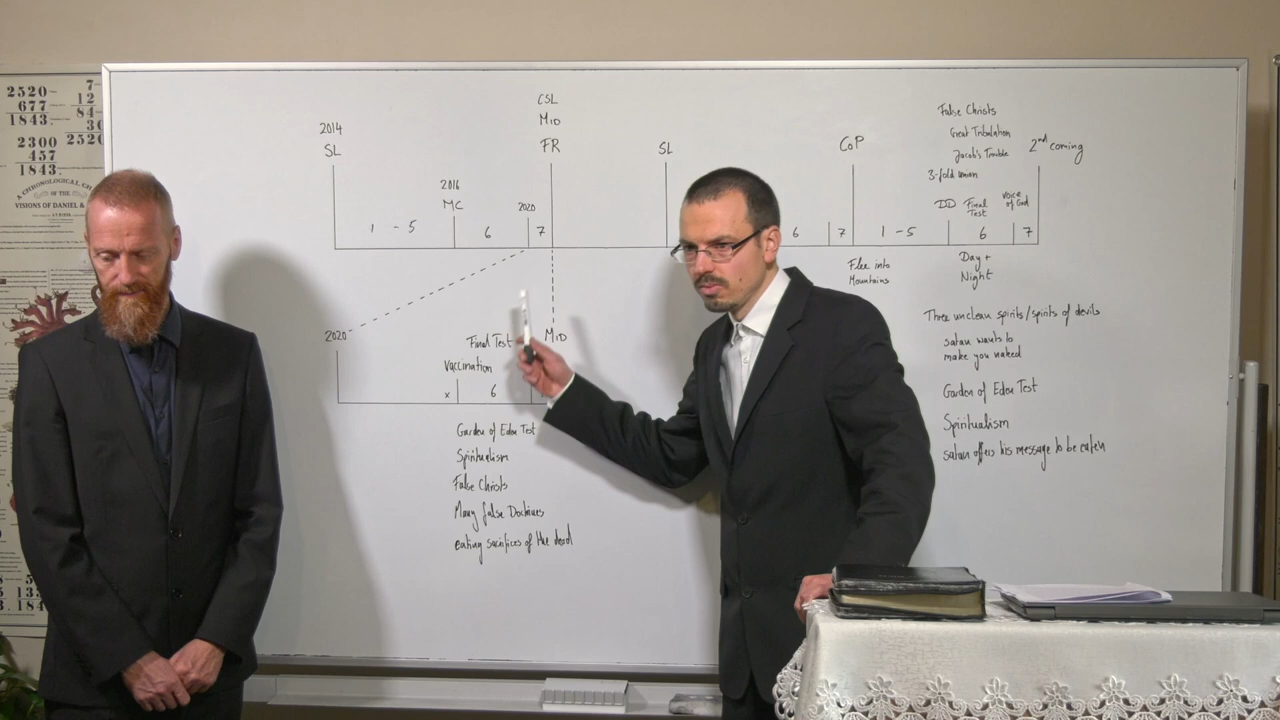 2520
677
1843.
2300
457
1843.
7
12
84
2520
A CHRONOLOGICAL CH
OF THE
VISIONS OF DANIEL &
2014
SL
1 - 5
2016
MC
6
2020
7
CSL
MID
FR
SL
6
7
CoP
1 - 5
False Christs
Great Tribulation
Jacob's Trouble
3-fold union
DD
Final
Test
6
voice
of God
7
2nd coming
Flee into
Mountains
Day +
Night
2020
Final Test
Vaccination
x
6
MID
Garden of Eden Test
Spiritualism
False Christs
Many false Doctrines
eating sacrifices of the dead
Three unclean spirits/spirits of devils
satan wants to
make you naked
Garden of Eden Test
Spiritualism
satan offers his message to be eaten